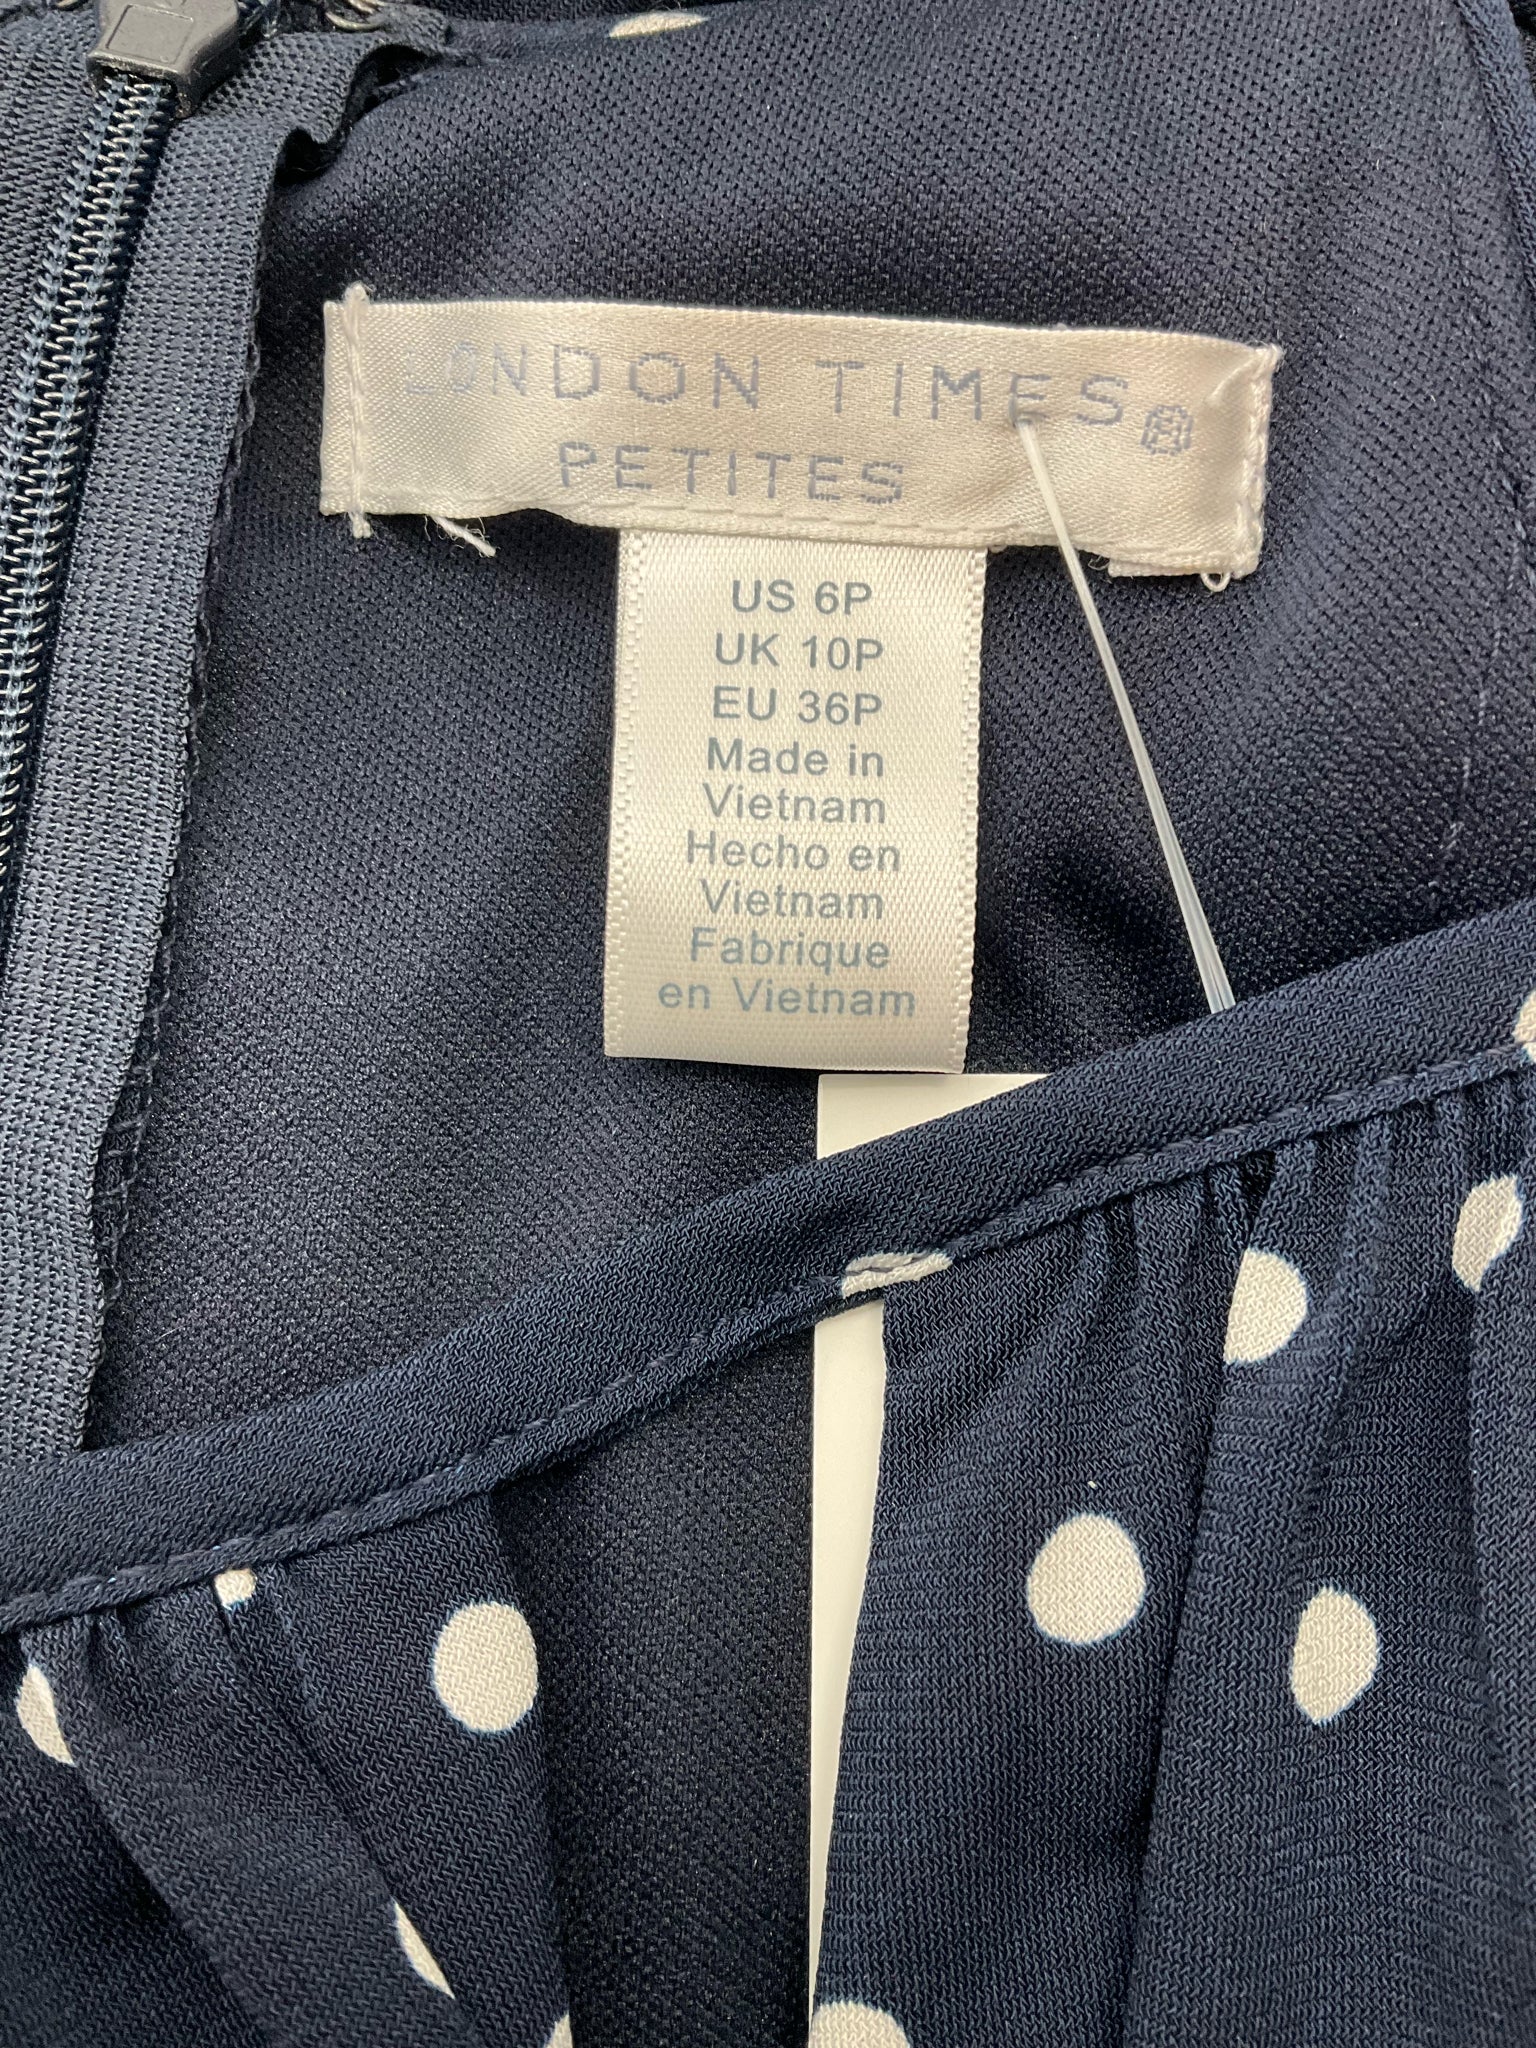 LONDON TIMES®
PETITES
US 6P
UK 10P
EU 36P
Made in
Vietnam
Hecho en
Vietnam
Fabrique
en Vietnam